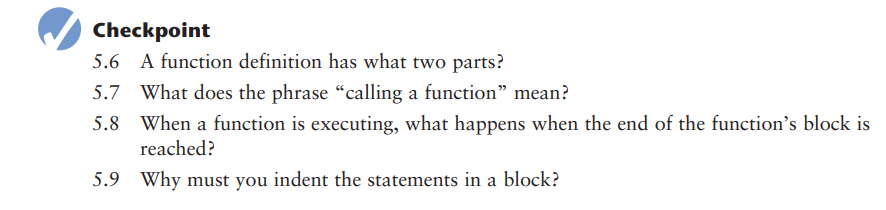 Checkpoint
5.6 A function definition has what two parts?
5.7 What does the phrase “calling a function” mean?
5.8 When a function is executing, what happens when the end of the function’s block is
reached?
5.9 Why must you indent the statements in a block?